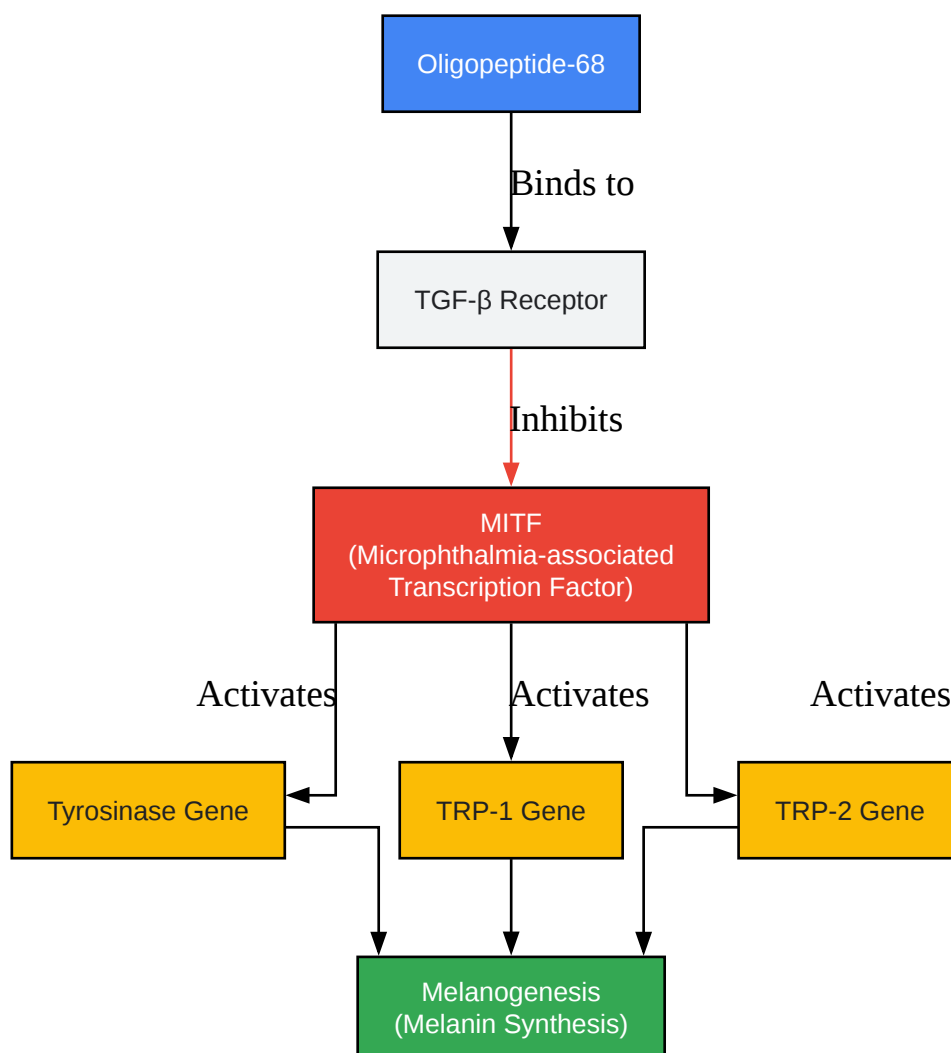 Oligopeptide-68
Binds to
TGF-β Receptor
Inhibits
MITF
(Microphthalmia-associated
Transcription Factor)
Activates
Activates
Activates
Tyrosinase Gene
TRP-1 Gene
TRP-2 Gene
Melanogenesis
(Melanin Synthesis)